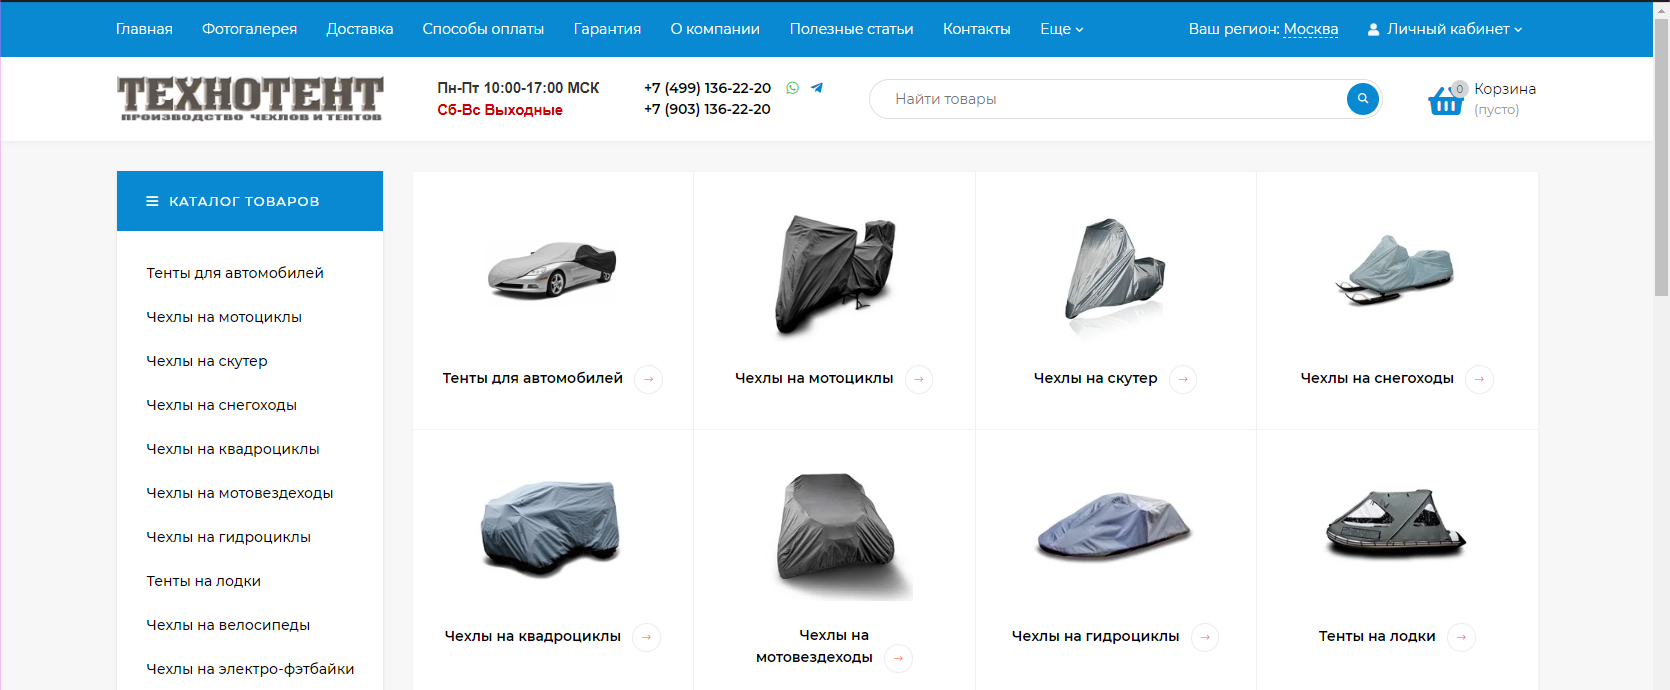 Главная Фотогалерея Доставка Способы оплаты Гарантия О компании Полезные статьи Контакты Еще Ваш регион: Москва Личный кабинет
ТЕХНОТЕНТ
ПРОИЗВОДСТВО ЧЕХЛОВ И ТЕНТОВ
Пн-Пт 10:00-17:00 МСК
Сб-Вс Выходные
+7 (499) 136-22-20
+7 (903) 136-22-20
Найти товары
0
Корзина
(пусто)
КАТАЛОГ ТОВАРОВ
Тенты для автомобилей
Чехлы на мотоциклы
Чехлы на скутер
Чехлы на снегоходы
Чехлы на квадроциклы
Чехлы на мотовездеходы
Чехлы на гидроциклы
Тенты на лодки
Чехлы на велосипеды
Чехлы на электро-фэтбайки
Тенты для автомобилей
Чехлы на мотоциклы
Чехлы на скутер
Чехлы на снегоходы
Чехлы на квадроциклы
Чехлы на
мотовездеходы
Чехлы на гидроциклы
Тенты на лодки